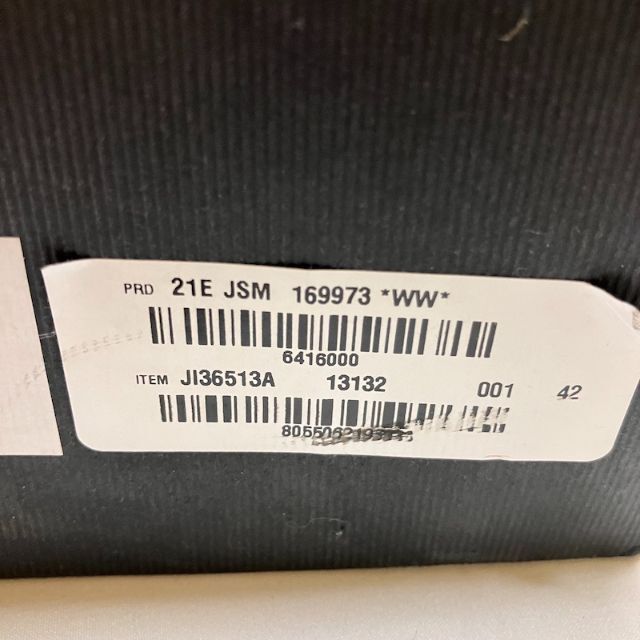 PRD 21E JSM 169973 *WW*
6416000
ITEM JI36513A 13132 001 42